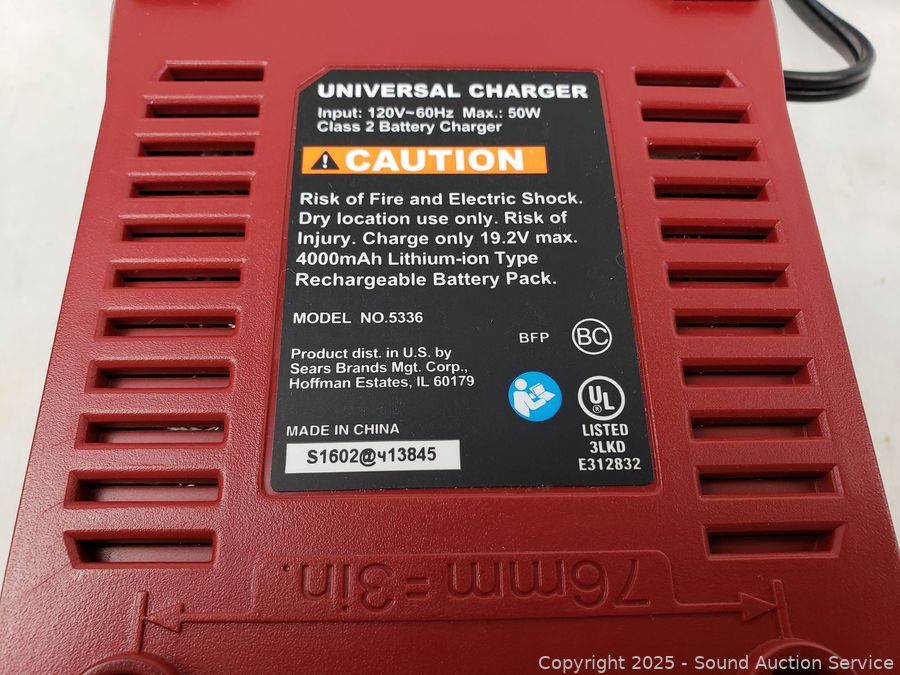 UNIVERSAL CHARGER
Input: 120V~60Hz Max.: 50W
Class 2 Battery Charger
CAUTION
Risk of Fire and Electric Shock.
Dry location use only. Risk of
Injury. Charge only 19.2V max.
4000mAh Lithium-ion Type
Rechargeable Battery Pack.
MODEL NO.5336
BFP BC
Product dist. in U.S. by
Sears Brands Mgt. Corp.,
Hoffman Estates, IL 60179
UL ®
LISTED
3LKD
E312832
MADE IN CHINA
S1602@413845
76mm = 3in.
Copyright © 2025 - Sound Auction Service